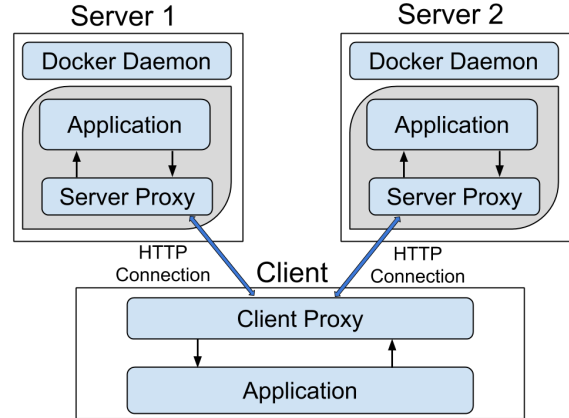 Server 1
Docker Daemon
Application
Server Proxy
Server 2
Docker Daemon
Application
Server Proxy
HTTP
Connection
HTTP
Connection
Client
Client Proxy
Application